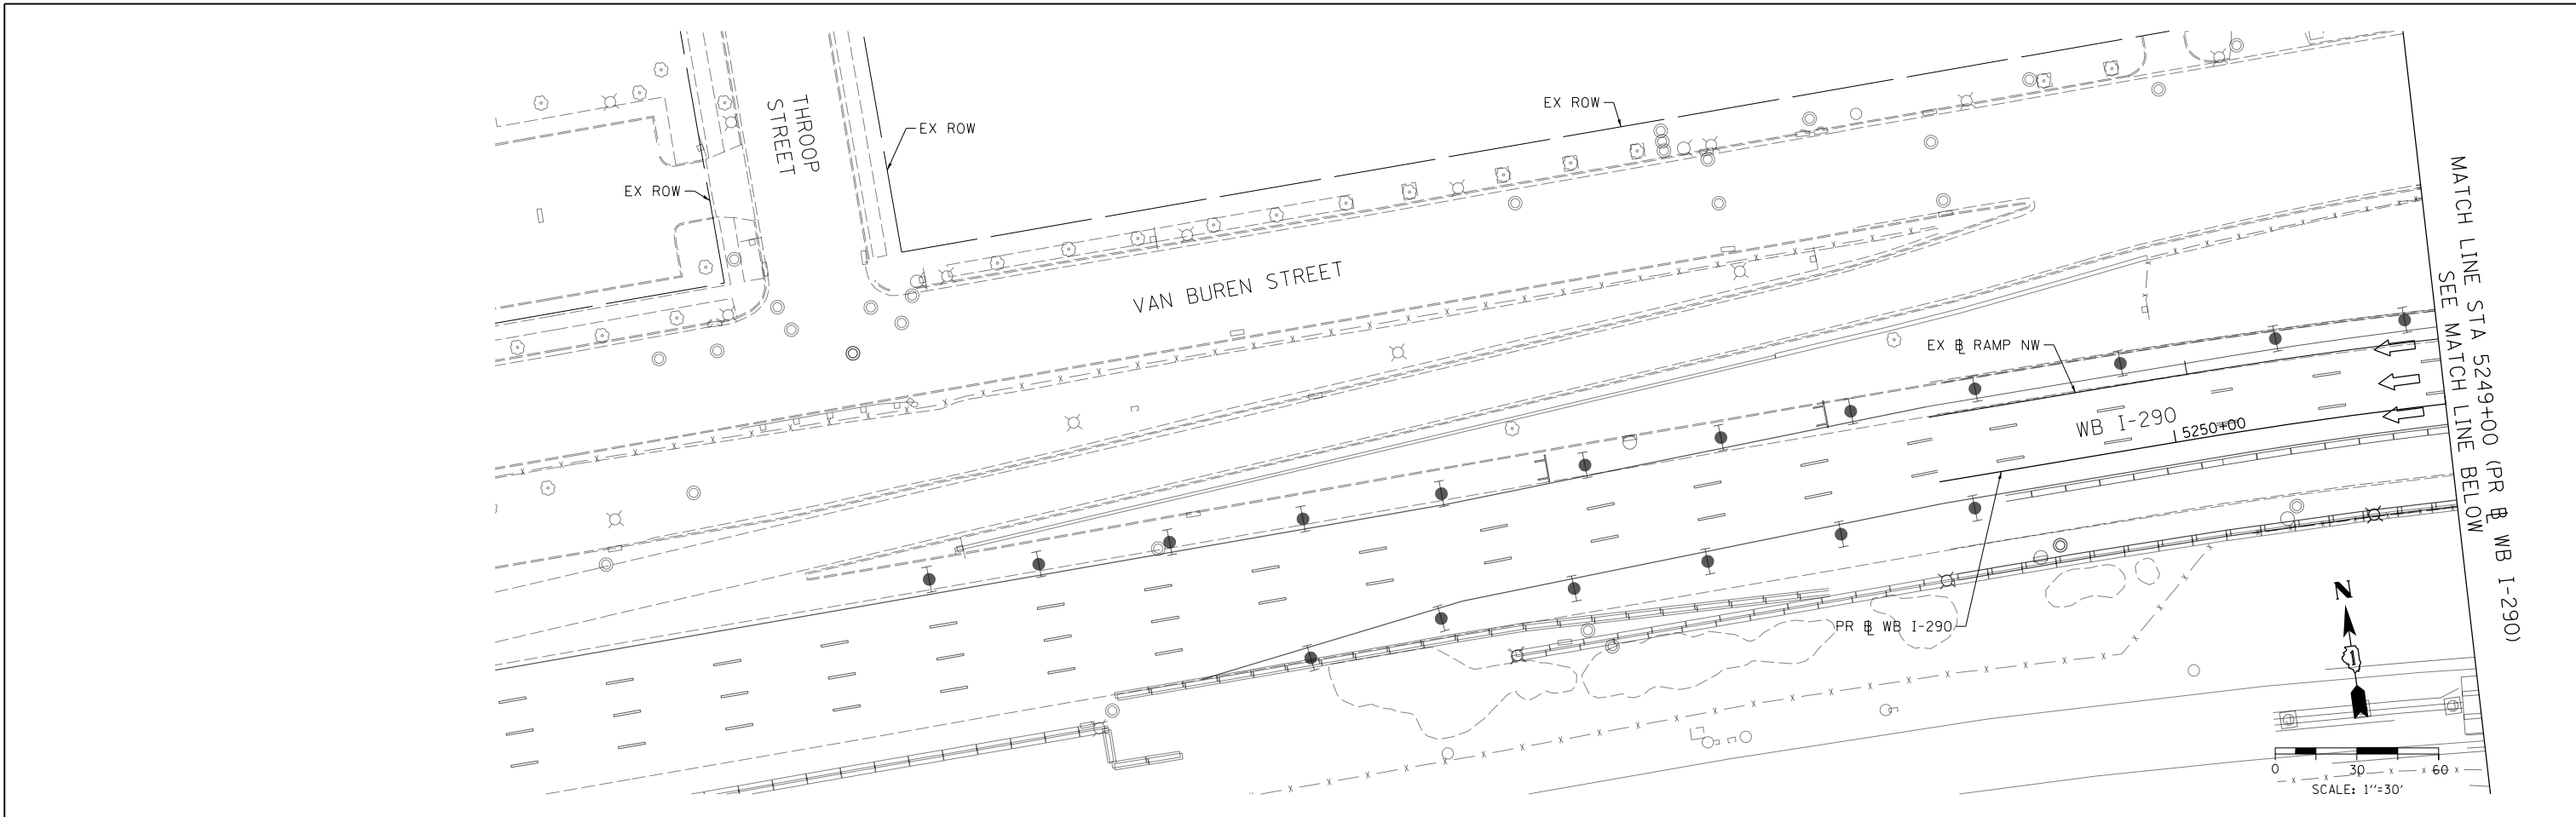 THROOP
STREET
EX ROW
EX ROW
EX ROW
VAN BUREN STREET
EX ⅊ RAMP NW
WB I-290
5250+00
PR ⅊ WB I-290
MATCH LINE STA 5249+00 (PR ⅊ WB I-290)
SEE MATCH LINE BELOW
N
1
0
30
60
SCALE: 1''=30'